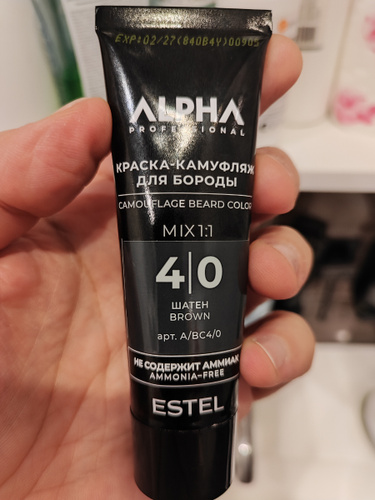 EXP:02/27(840B4Y)00905
ALPHA
PROFESSIONAL
КРАСКА-КАМУФЛЯЖ
ДЛЯ БОРОДЫ
CAMOUFLAGE BEARD COLOR
MIX 1:1
4|0
ШАТЕН
BROWN
арт. A/BC4/0
НЕ СОДЕРЖИТ АММИАК
AMMONIA-FREE
ESTEL